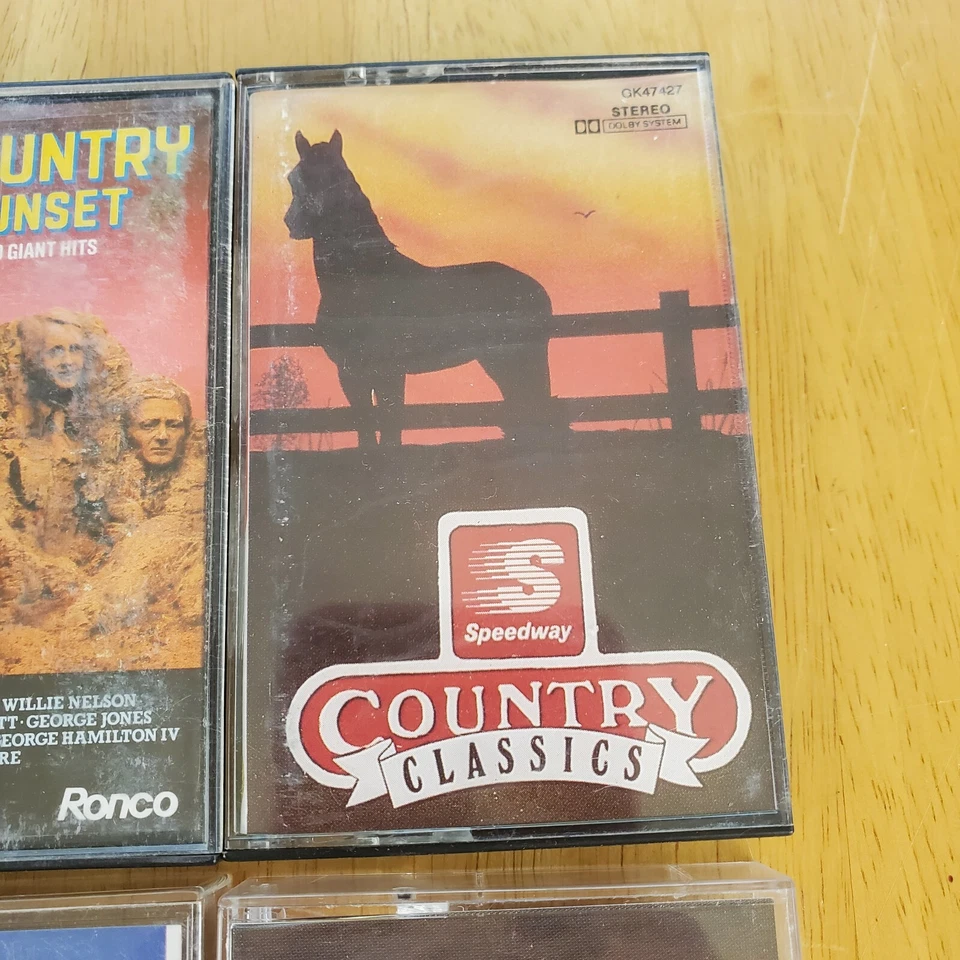 OUNTRY
UNSET
GIANT HITS
WILLIE NELSON
TT · GEORGE JONES
GEORGE HAMILTON IV
RE
Ronco
GK47427
STEREO
DOLBY SYSTEM
S
Speedway
COUNTRY
CLASSICS